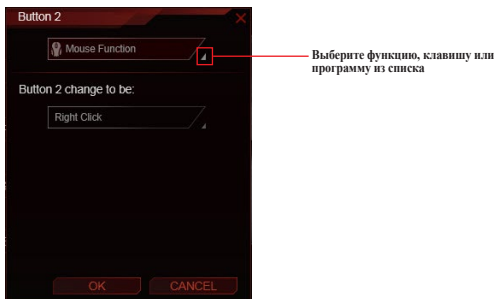 Button 2
Mouse Function
Выберите функцию, клавишу или
программу из списка
Button 2 change to be:
Right Click
OK
CANCEL